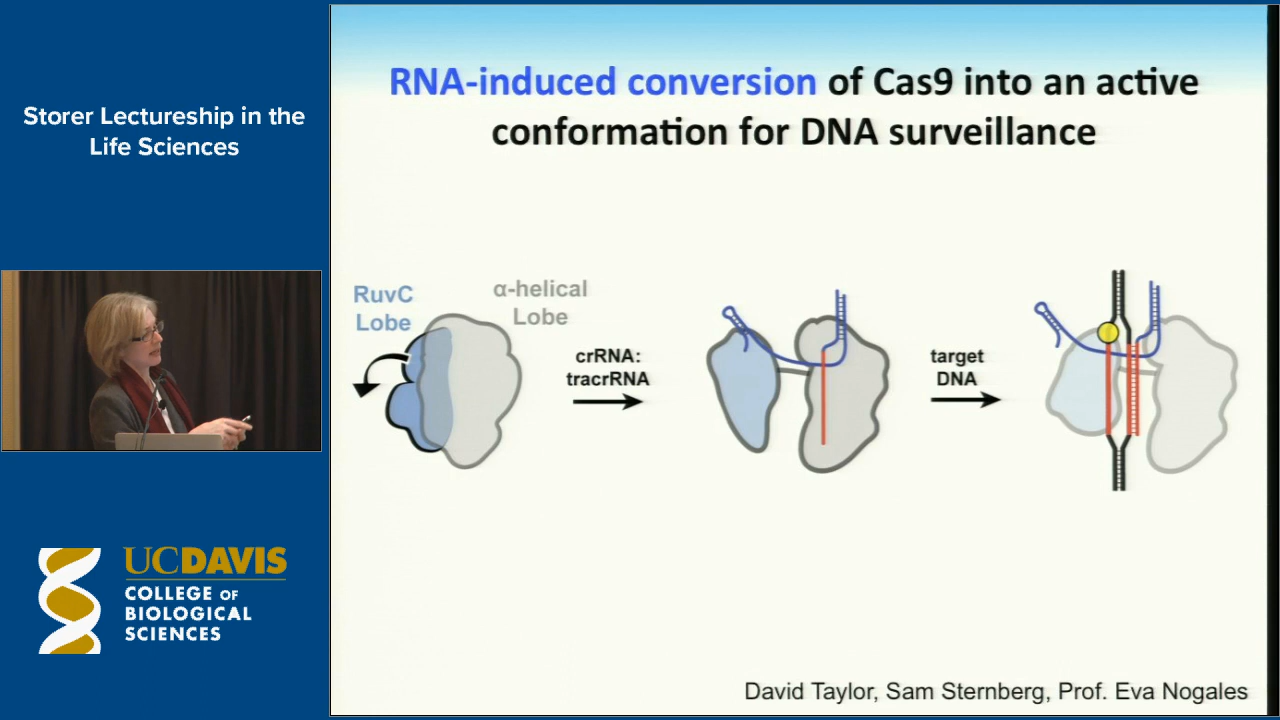 Storer Lectureship in the
Life Sciences
UCDAVIS
COLLEGE OF
BIOLOGICAL
SCIENCES
RNA-induced conversion of Cas9 into an active
conformation for DNA surveillance
RuvC
Lobe
α-helical
Lobe
crRNA:
tracrRNA
target
DNA
David Taylor, Sam Sternberg, Prof. Eva Nogales